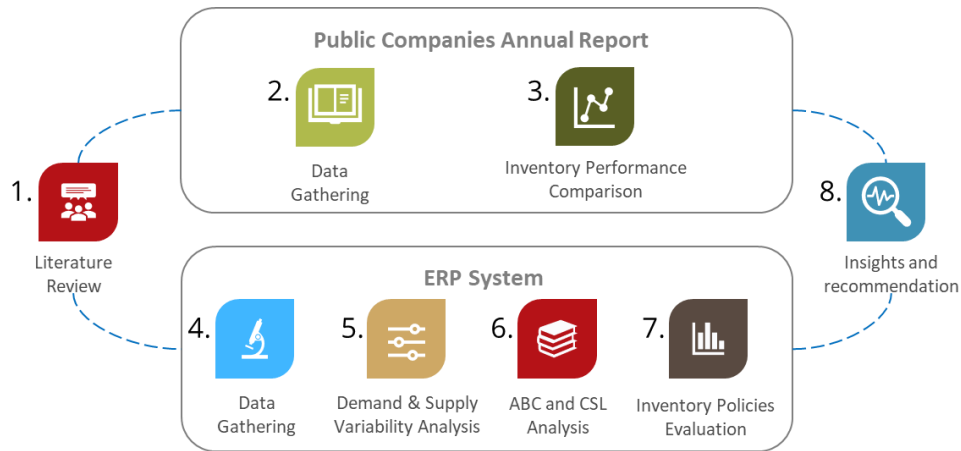 Public Companies Annual Report
2.
Data
Gathering
3.
Inventory Performance
Comparison
1.
Literature
Review
8.
Insights and
recommendation
ERP System
4.
Data
Gathering
5.
Demand & Supply
Variability Analysis
6.
ABC and CSL
Analysis
7.
Inventory Policies
Evaluation